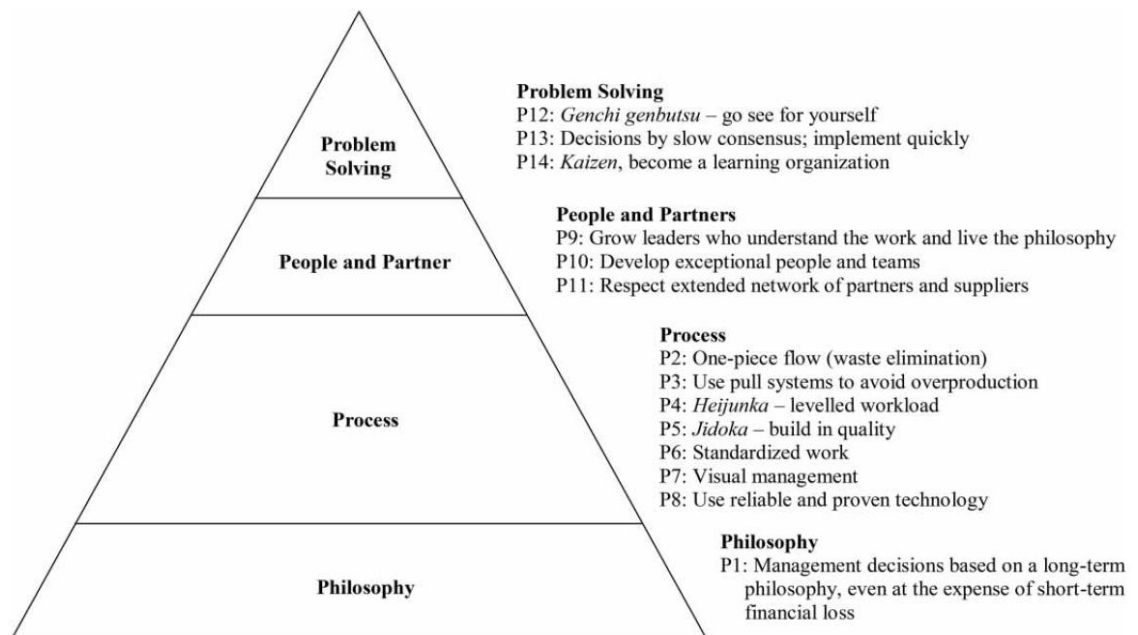 Problem
Solving
People and Partner
Process
Philosophy
Problem Solving
P12: Genchi genbutsu – go see for yourself
P13: Decisions by slow consensus; implement quickly
P14: Kaizen, become a learning organization
People and Partners
P9: Grow leaders who understand the work and live the philosophy
P10: Develop exceptional people and teams
P11: Respect extended network of partners and suppliers
Process
P2: One-piece flow (waste elimination)
P3: Use pull systems to avoid overproduction
P4: Heijunka – levelled workload
P5: Jidoka – build in quality
P6: Standardized work
P7: Visual management
P8: Use reliable and proven technology
Philosophy
P1: Management decisions based on a long-term
philosophy, even at the expense of short-term
financial loss